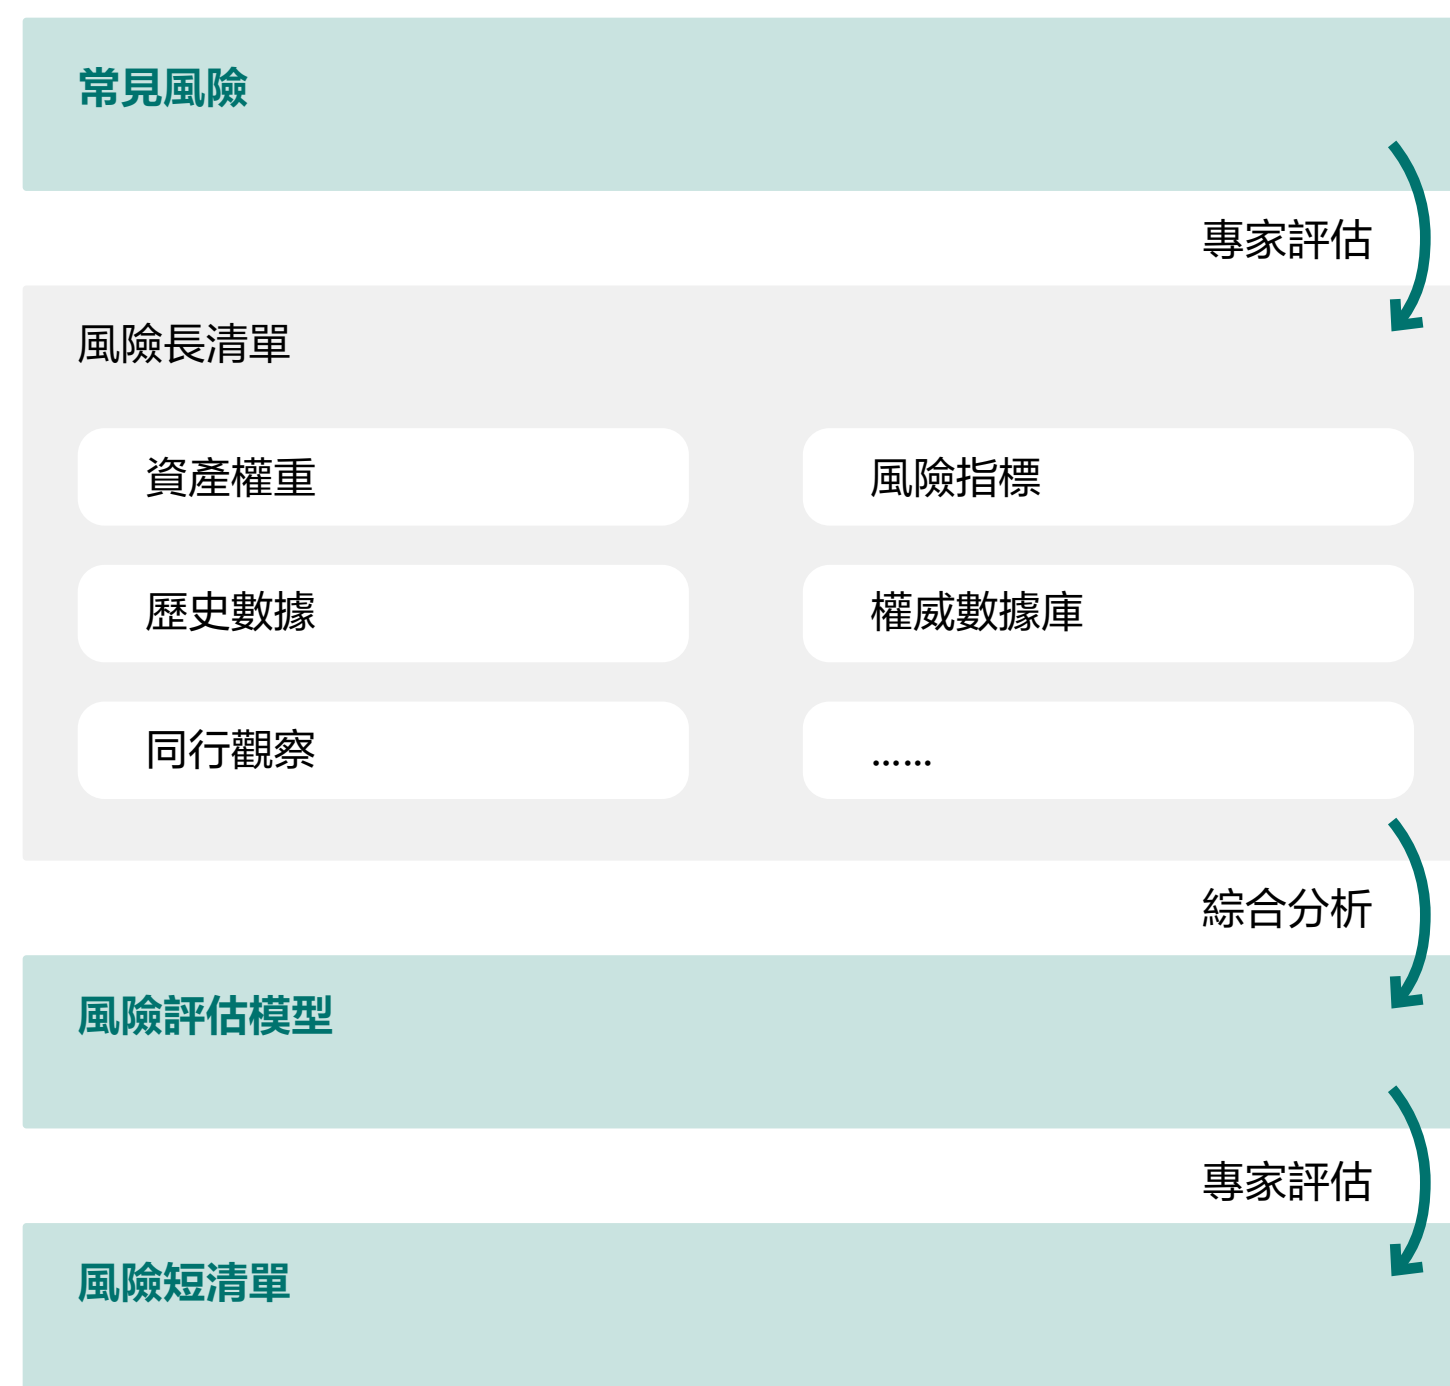 常見風險
專家評估
風險長清單
資產權重
風險指標
歷史數據
權威數據庫
同行觀察
......
綜合分析
風險評估模型
專家評估
風險短清單